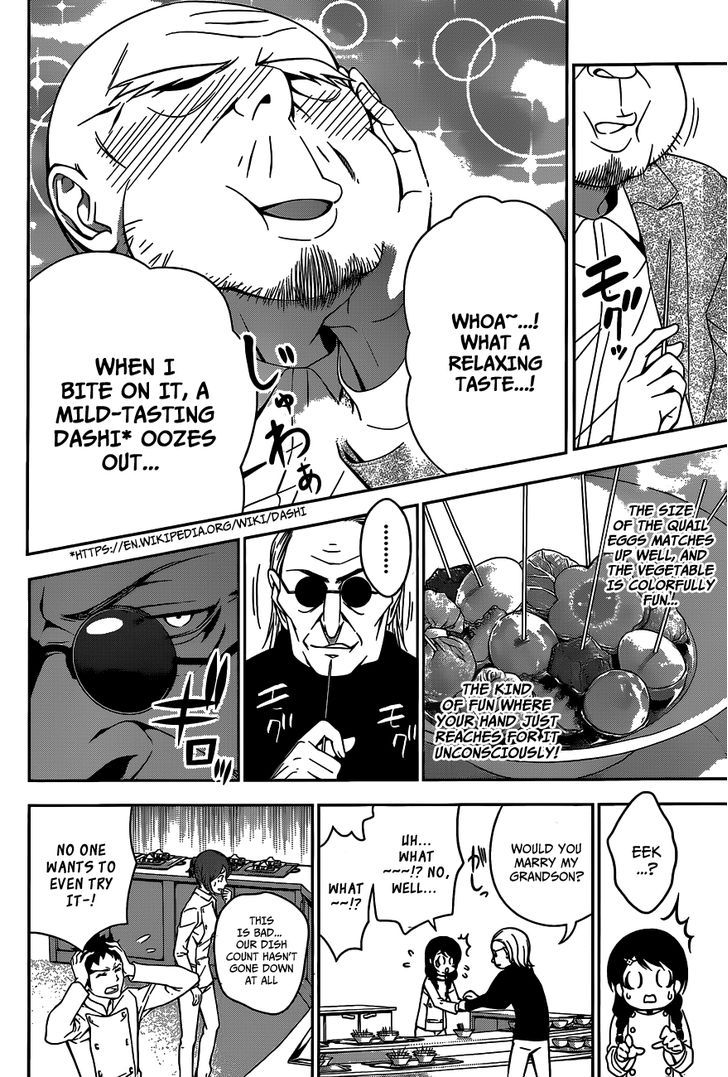 モグ…
WHOA~...!
WHAT A
RELAXING
TASTE...!
WHEN I
BITE ON IT, A
MILD-TASTING
DASHI* OOZES
OUT...
じゅわぁ
*HTTPS://EN.WIKIPEDIA.ORG/WIKI/DASHI
THE SIZE
OF THE QUAIL
EGGS MATCHES
UP WELL, AND
THE VEGETABLE
IS COLORFULLY
FUN...
THE KIND
OF FUN WHERE
YOUR HAND JUST
REACHES FOR IT
UNCONSCIOUSLY!
.........
モグ
モグ
ギロッ
EEK
...?
WOULD YOU
MARRY MY
GRANDSON?
UH...
WHAT
~~~!? NO,
WELL...
WHAT
~~!?
THIS
IS BAD...
OUR DISH
COUNT HASN'T
GONE DOWN
AT ALL
NO ONE
WANTS TO
EVEN TRY
IT-!